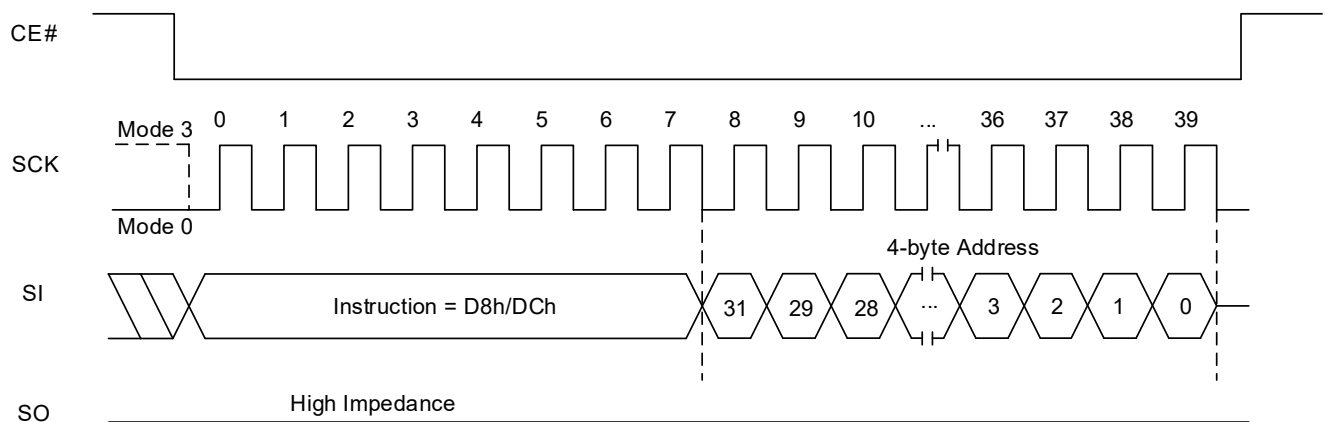 CE#
Mode 3
0 1 2 3 4 5 6 7 8 9 10 ... 36 37 38 39
SCK
Mode 0
4-byte Address
SI
Instruction = D8h/DCh
31 29 28 ... 3 2 1 0
High Impedance
SO